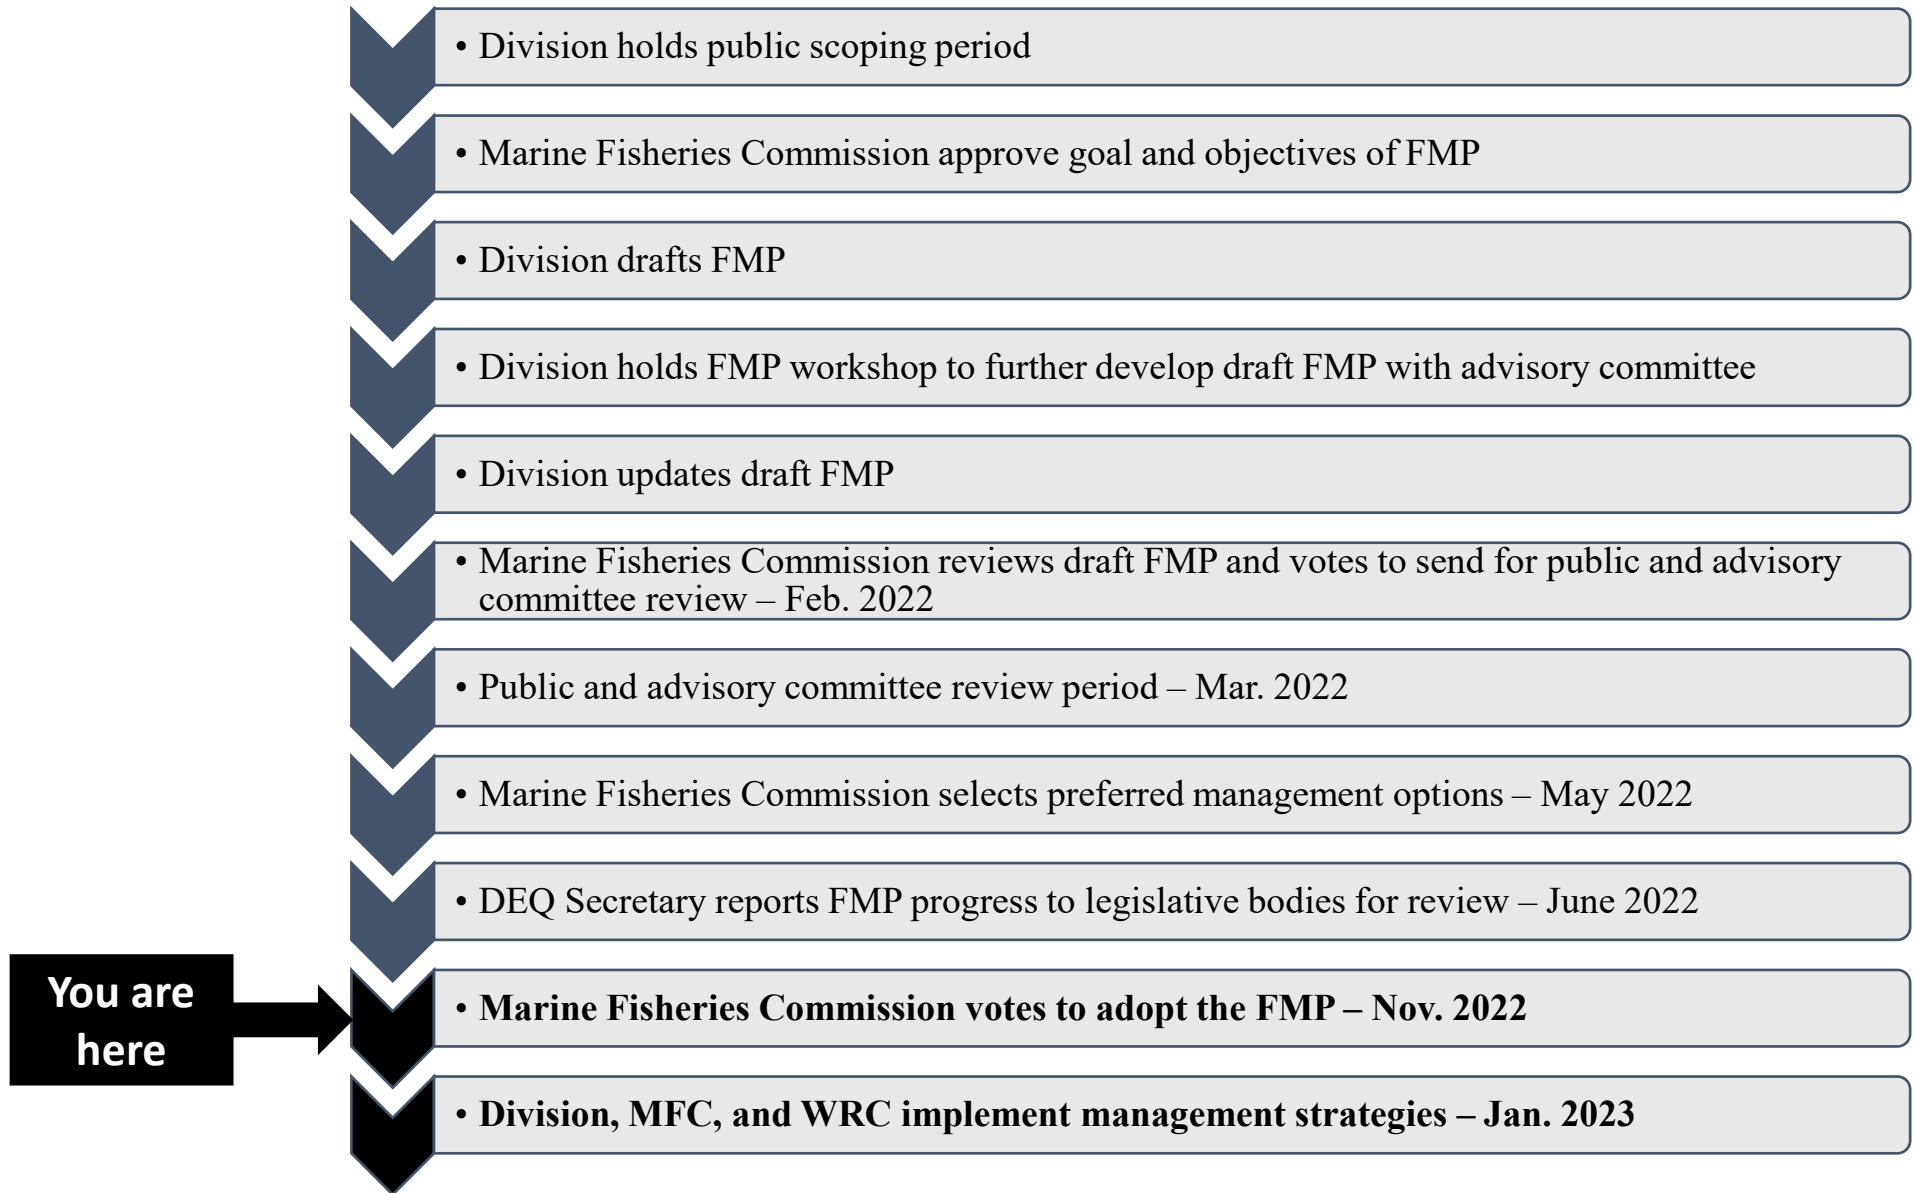 • Division holds public scoping period
• Marine Fisheries Commission approve goal and objectives of FMP
• Division drafts FMP
• Division holds FMP workshop to further develop draft FMP with advisory committee
• Division updates draft FMP
• Marine Fisheries Commission reviews draft FMP and votes to send for public and advisory
committee review – Feb. 2022
• Public and advisory committee review period – Mar. 2022
• Marine Fisheries Commission selects preferred management options – May 2022
• DEQ Secretary reports FMP progress to legislative bodies for review – June 2022
You are
here
• Marine Fisheries Commission votes to adopt the FMP – Nov. 2022
• Division, MFC, and WRC implement management strategies – Jan. 2023